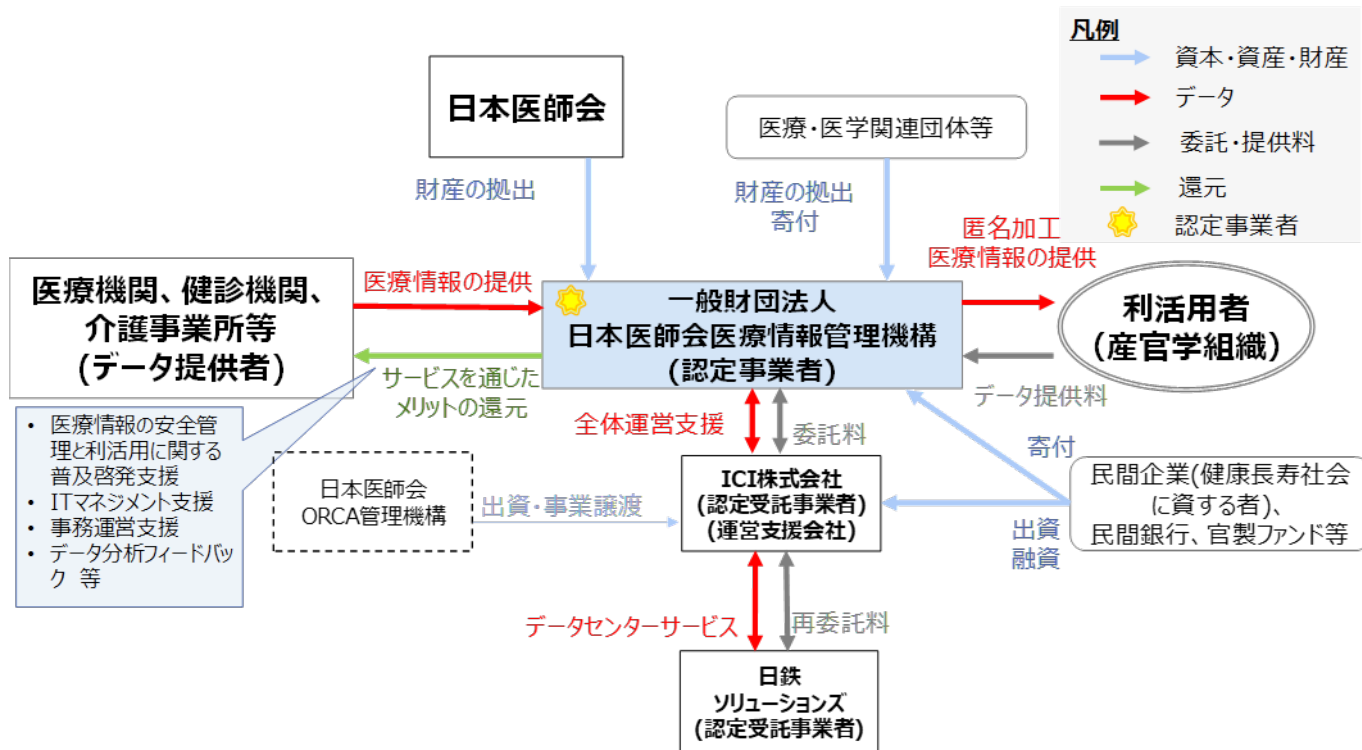 凡例
資本・資産・財産
データ
委託・提供料
還元
認定事業者
日本医師会
医療・医学関連団体等
財産の拠出
財産の拠出
寄付
匿名加工
医療情報の提供
医療機関、健診機関、
介護事業所等
(データ提供者)
医療情報の提供
一般財団法人
日本医師会医療情報管理機構
(認定事業者)
利活用者
(産官学組織)
サービスを通じた
メリットの還元
データ提供料
• 医療情報の安全管
理と利活用に関する
普及啓発支援
• ITマネジメント支援
• 事務運営支援
• データ分析フィードバッ
ク 等
全体運営支援
委託料
寄付
日本医師会
ORCA管理機構
出資・事業譲渡
ICI株式会社
(認定受託事業者)
(運営支援会社)
民間企業(健康長寿社会
に資する者)、
民間銀行、官製ファンド等
出資
融資
データセンターサービス
再委託料
日鉄
ソリューションズ
(認定受託事業者)